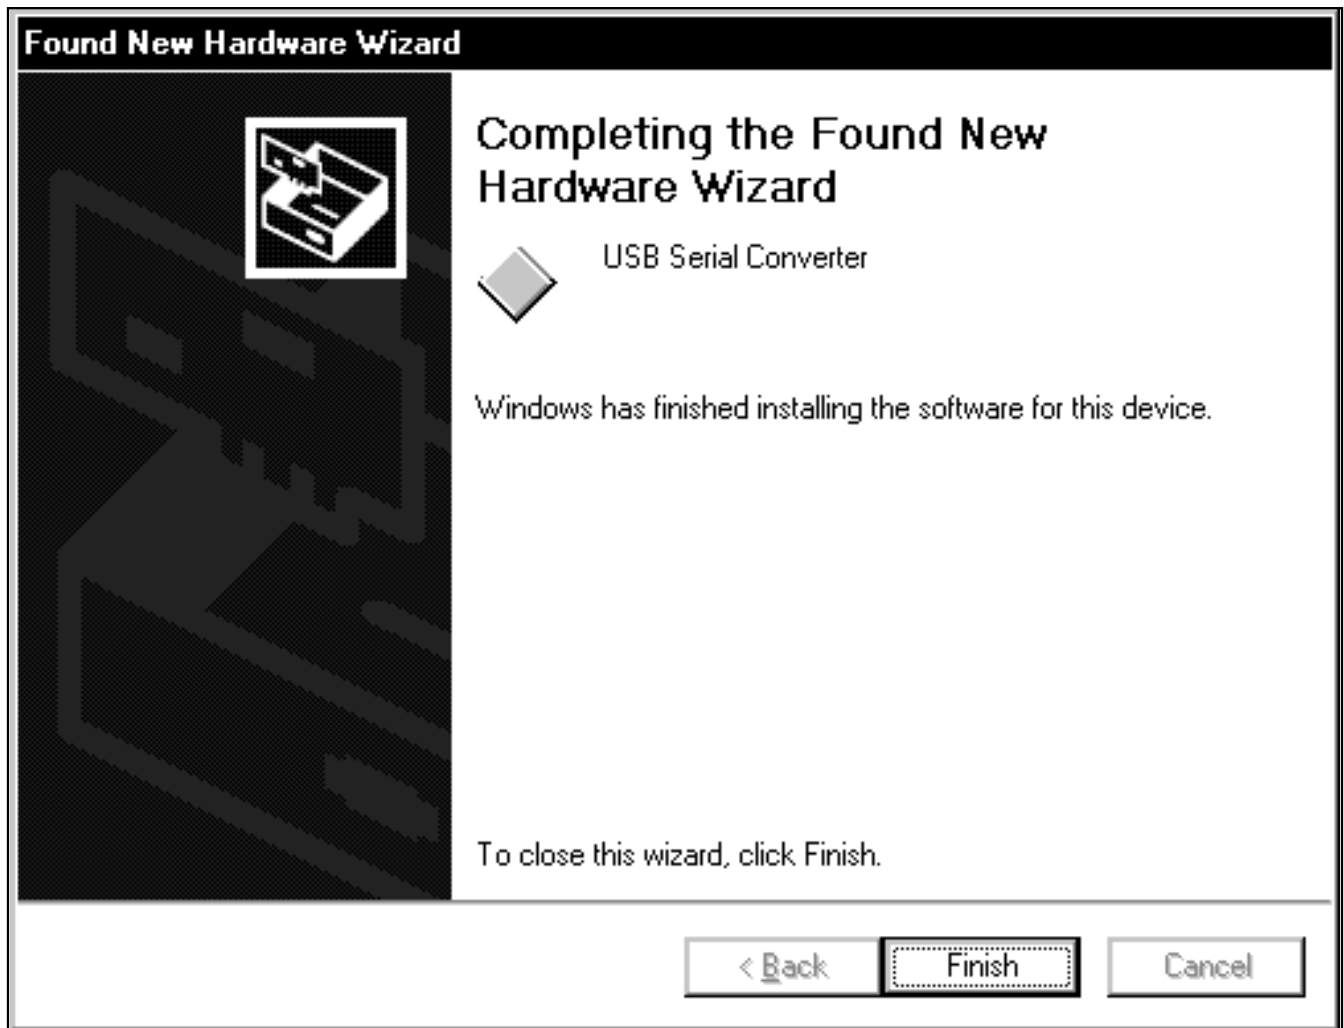 Found New Hardware Wizard
Completing the Found New
Hardware Wizard
USB Serial Converter
Windows has finished installing the software for this device.
To close this wizard, click Finish.
< Back Finish Cancel